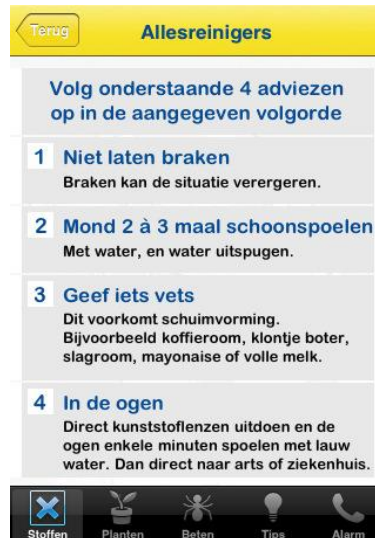 Terug
Allesreinigers
Volg onderstaande 4 adviezen
op in de aangegeven volgorde
1 Niet laten braken
Braken kan de situatie verergeren.
2 Mond 2 à 3 maal schoonspoelen
Met water, en water uitspugen.
3 Geef iets vets
Dit voorkomt schuimvorming.
Bijvoorbeeld koffieroom, klontje boter,
slagroom, mayonaise of volle melk.
4 In de ogen
Direct kunststoflenzen uitdoen en de
ogen enkele minuten spoelen met lauw
water. Dan direct naar arts of ziekenhuis.
Stoffen Planten Beten Tips Alarm